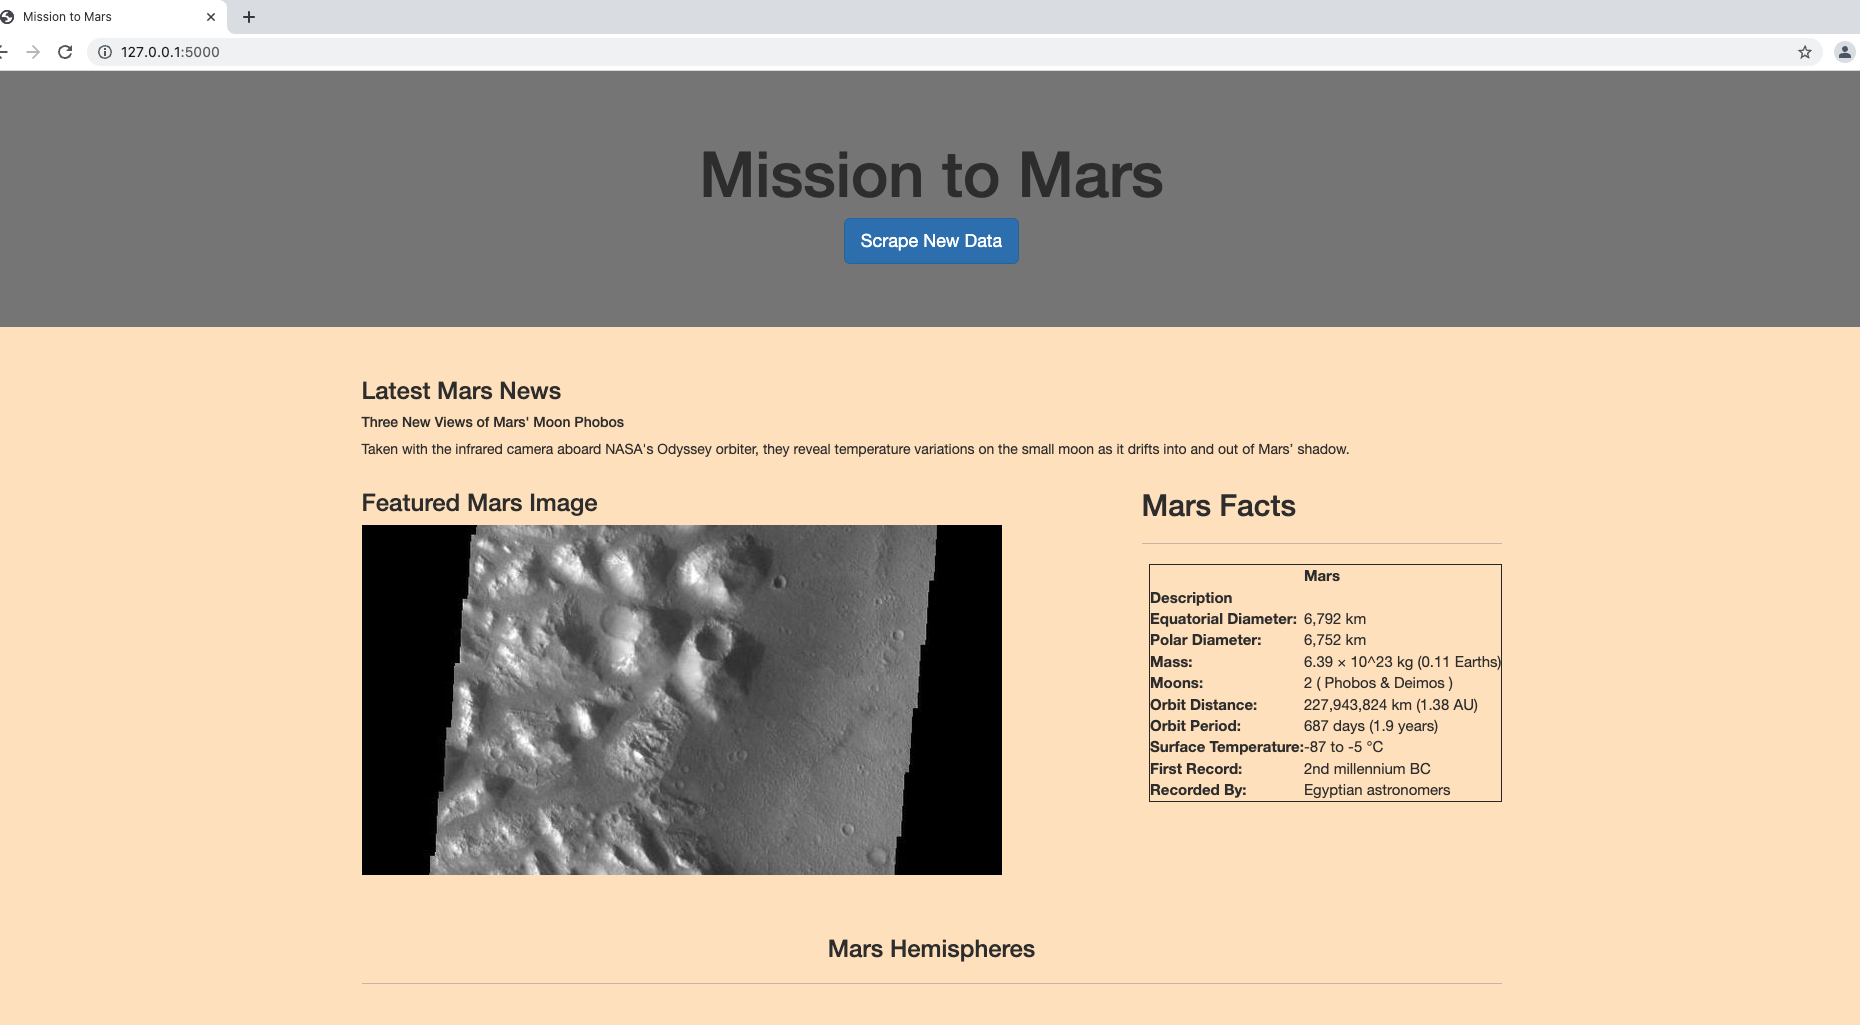 Mission to Mars
127.0.0.1:5000
Mission to Mars
Scrape New Data
Latest Mars News
Three New Views of Mars' Moon Phobos
Taken with the infrared camera aboard NASA's Odyssey orbiter, they reveal temperature variations on the small moon as it drifts into and out of Mars’ shadow.
Featured Mars Image
Mars Facts
Mars
Description
Equatorial Diameter: 6,792 km
Polar Diameter: 6,752 km
Mass: 6.39 × 10^23 kg (0.11 Earths)
Moons: 2 ( Phobos & Deimos )
Orbit Distance: 227,943,824 km (1.38 AU)
Orbit Period: 687 days (1.9 years)
Surface Temperature: -87 to -5 °C
First Record: 2nd millennium BC
Recorded By: Egyptian astronomers
Mars Hemispheres